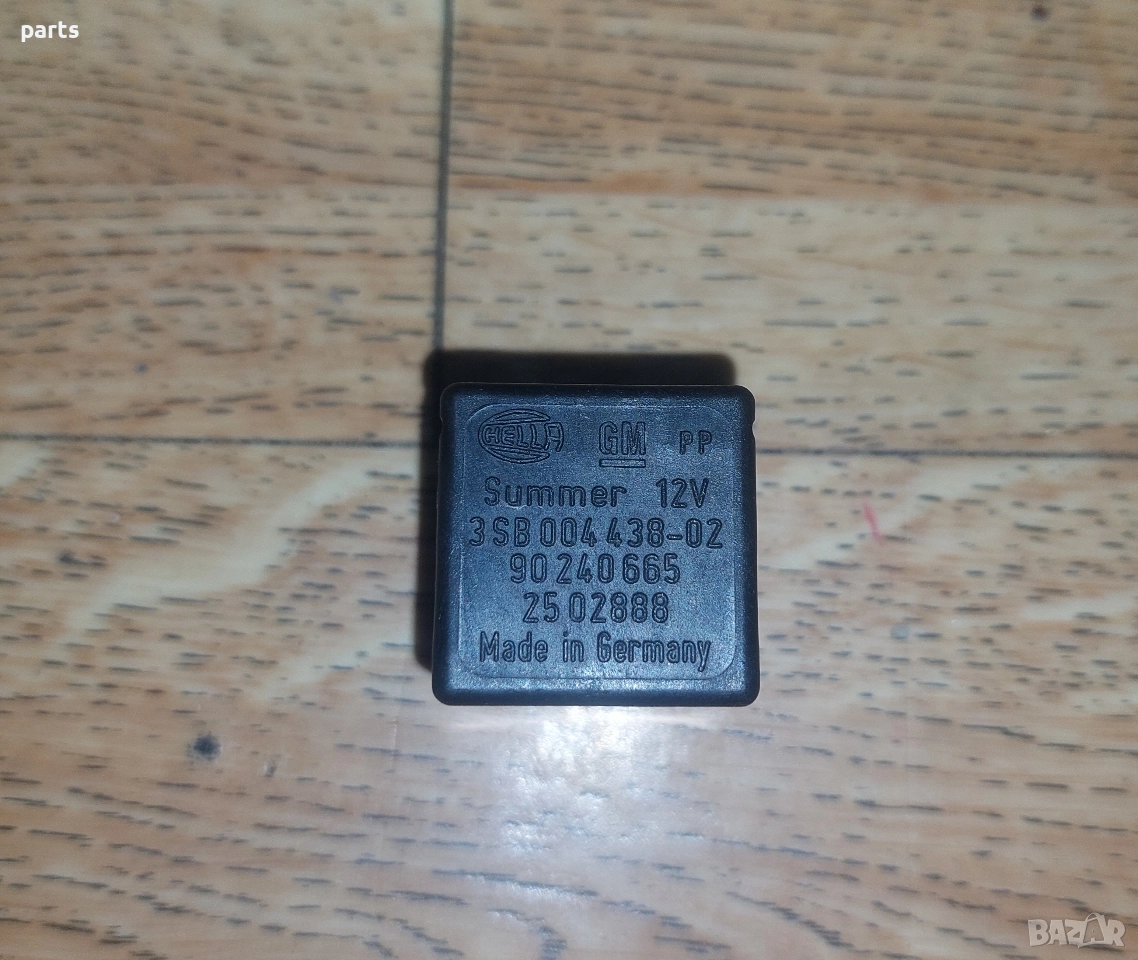 parts
HELLA GM PP
Summer 12V
3SB 004 438-02
90 240 665
25 02888
Made in Germany
BAZAR